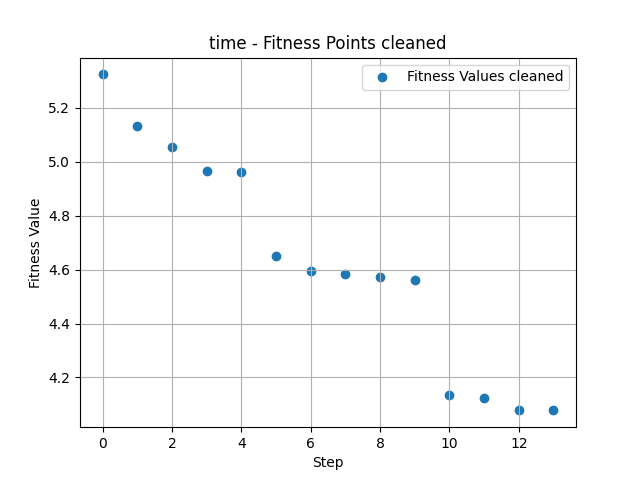 time - Fitness Points cleaned
Fitness Values cleaned
Fitness Value
5.2
5.0
4.8
4.6
4.4
4.2
0 2 4 6 8 10 12
Step